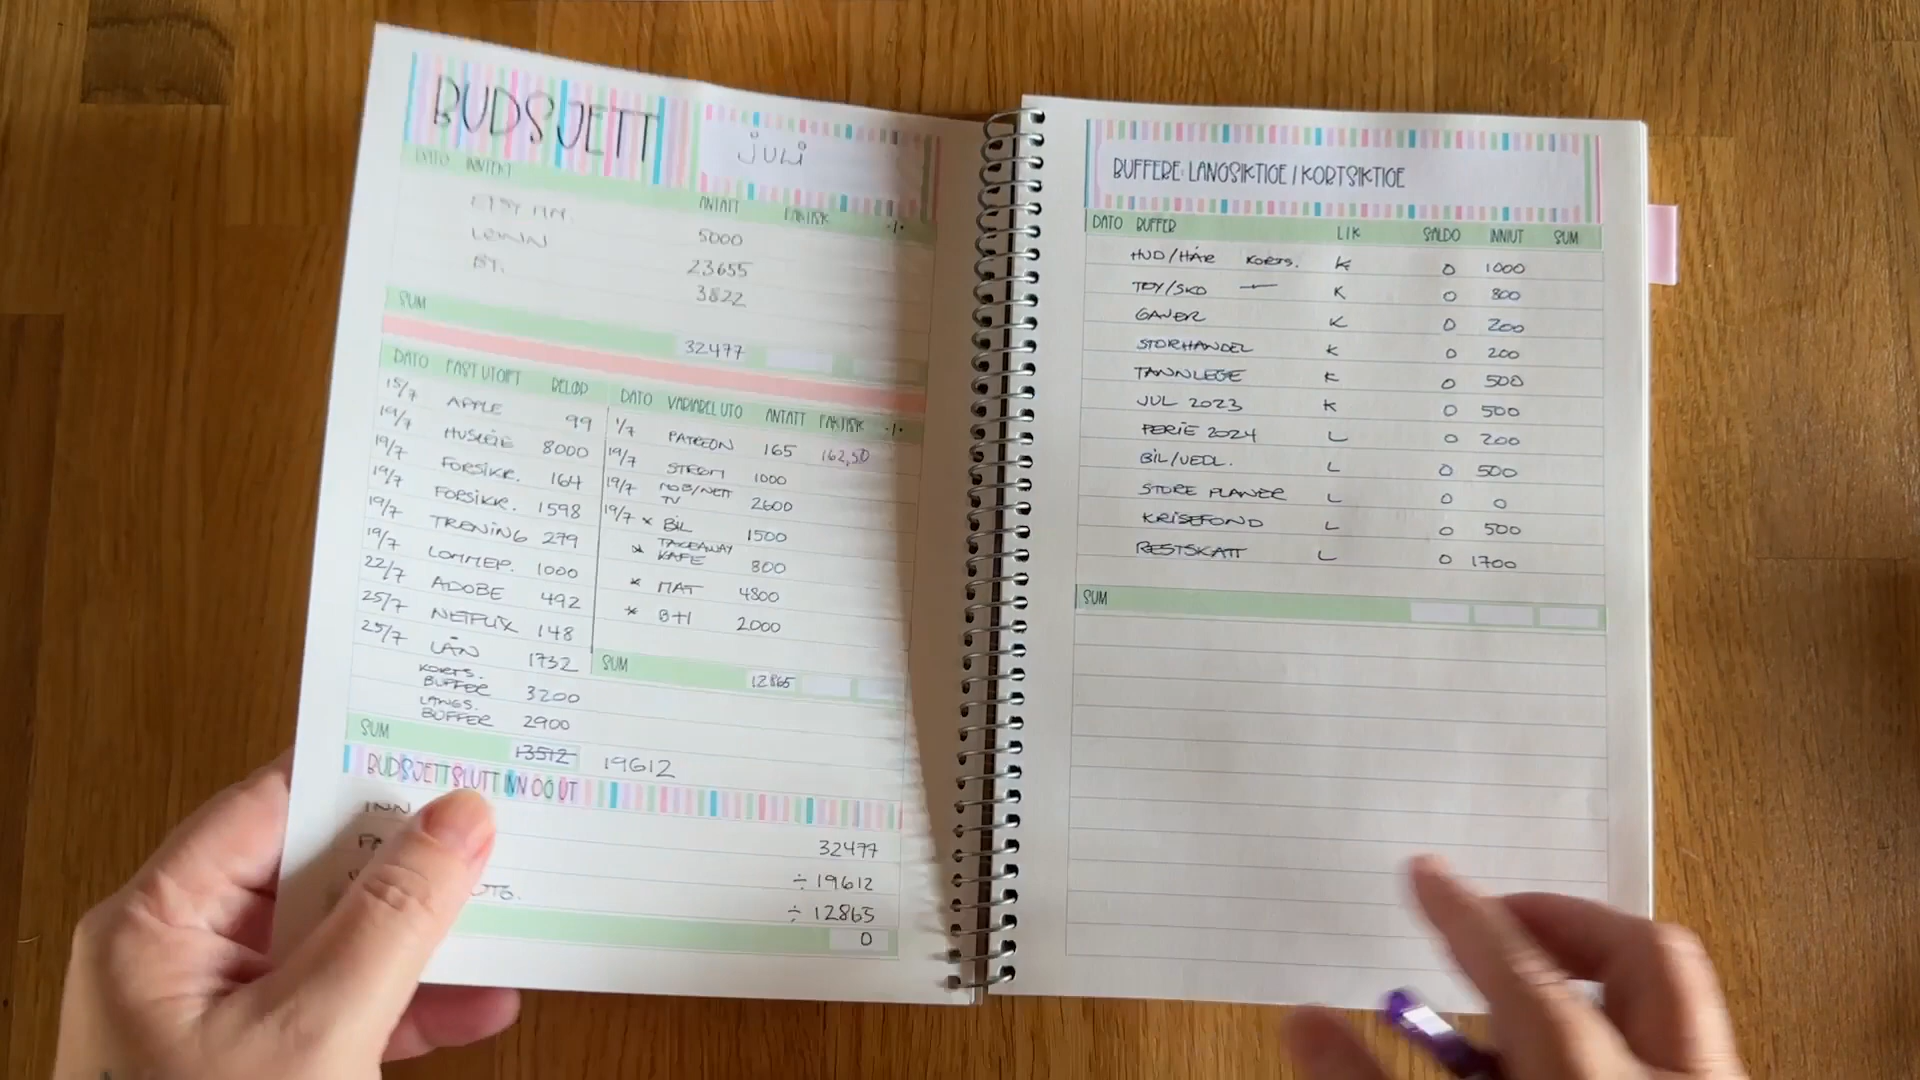 BUDSJETT
JULI
DATO INNTEKT ANTATT FAKTISK -/-
5000
LØNN 23655
BT. 3822
SUM 32477
DATO FAST UTGIFT BELØP
15/7 APPLE 99
19/7 HUSLEIE 8000
19/7 FORSIKR. 164
19/7 FORSIKR. 1598
19/7 TRENING 279
19/7 LOMMEP. 1000
22/7 ADOBE 492
25/7 NETFLIX 148
25/7 LÅN 1732
KORTS. BUFFER 3200
LANGS. BUFFER 2900
SUM 13512 19612
DATO VARIABEL UTG ANTATT FAKTISK -/-
1/7 PATREON 165 162,50
19/7 STRØM 1000
19/7 MOB/NETT TV 2600
19/7 * BIL 1500
* TAKEAWAY KAFE 800
* MAT 4800
* B+H 2000
SUM 12865
BUDSJETTSLUTT INN OG UT
INN 32477
÷ 19612
UTG. ÷ 12865
0
BUFFERE: LANGSIKTIGE / KORTSIKTIGE
DATO BUFFER L/K SALDO INN/UT SUM
HUD/HÅR KORTS. K 0 1000
TØY/SKO — K 0 800
GAVER K 0 200
STORHANDEL K 0 200
TANNLEGE K 0 500
JUL 2023 K 0 500
FERIE 2024 L 0 200
BIL/VEDL. L 0 500
STORE PLANER L 0 0
KRISEFOND L 0 500
RESTSKATT L 0 1700
SUM